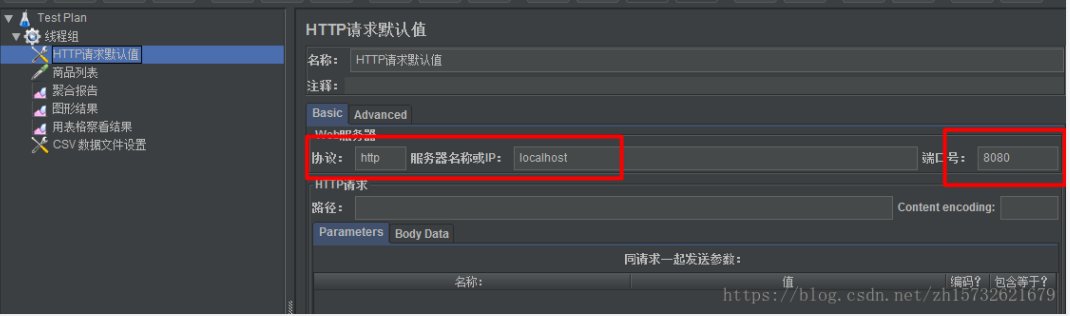 Test Plan
线程组
HTTP请求默认值
商品列表
聚合报告
图形结果
用表格察看结果
CSV 数据文件设置
HTTP请求默认值
名称： HTTP请求默认值
注释：
Basic Advanced
Web服务器
协议： http 服务器名称或IP： localhost 端口号： 8080
HTTP请求
路径： Content encoding:
Parameters Body Data
同请求一起发送参数：
名称： 值 编码? 包含等于?
https://blog.csdn.net/zh15732621679